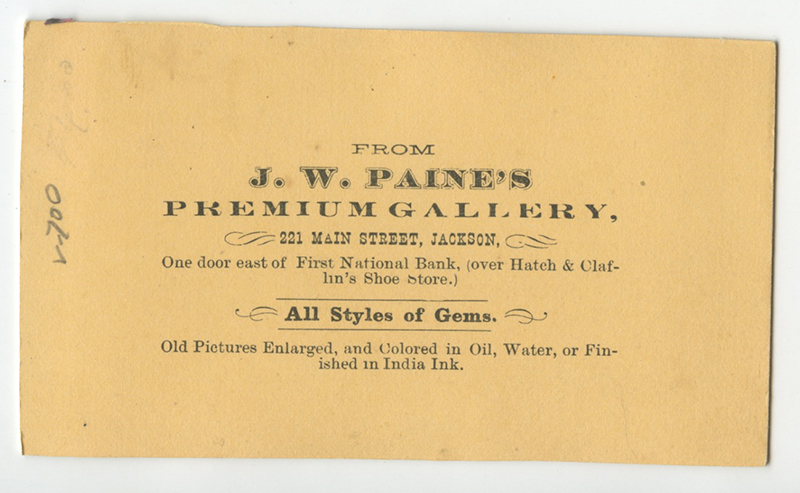 FROM
J. W. PAINE'S
PREMIUM GALLERY,
221 MAIN STREET, JACKSON,
One door east of First National Bank, (over Hatch & Claf-
lin's Shoe Store.)
All Styles of Gems.
Old Pictures Enlarged, and Colored in Oil, Water, or Fin-
ished in India Ink.